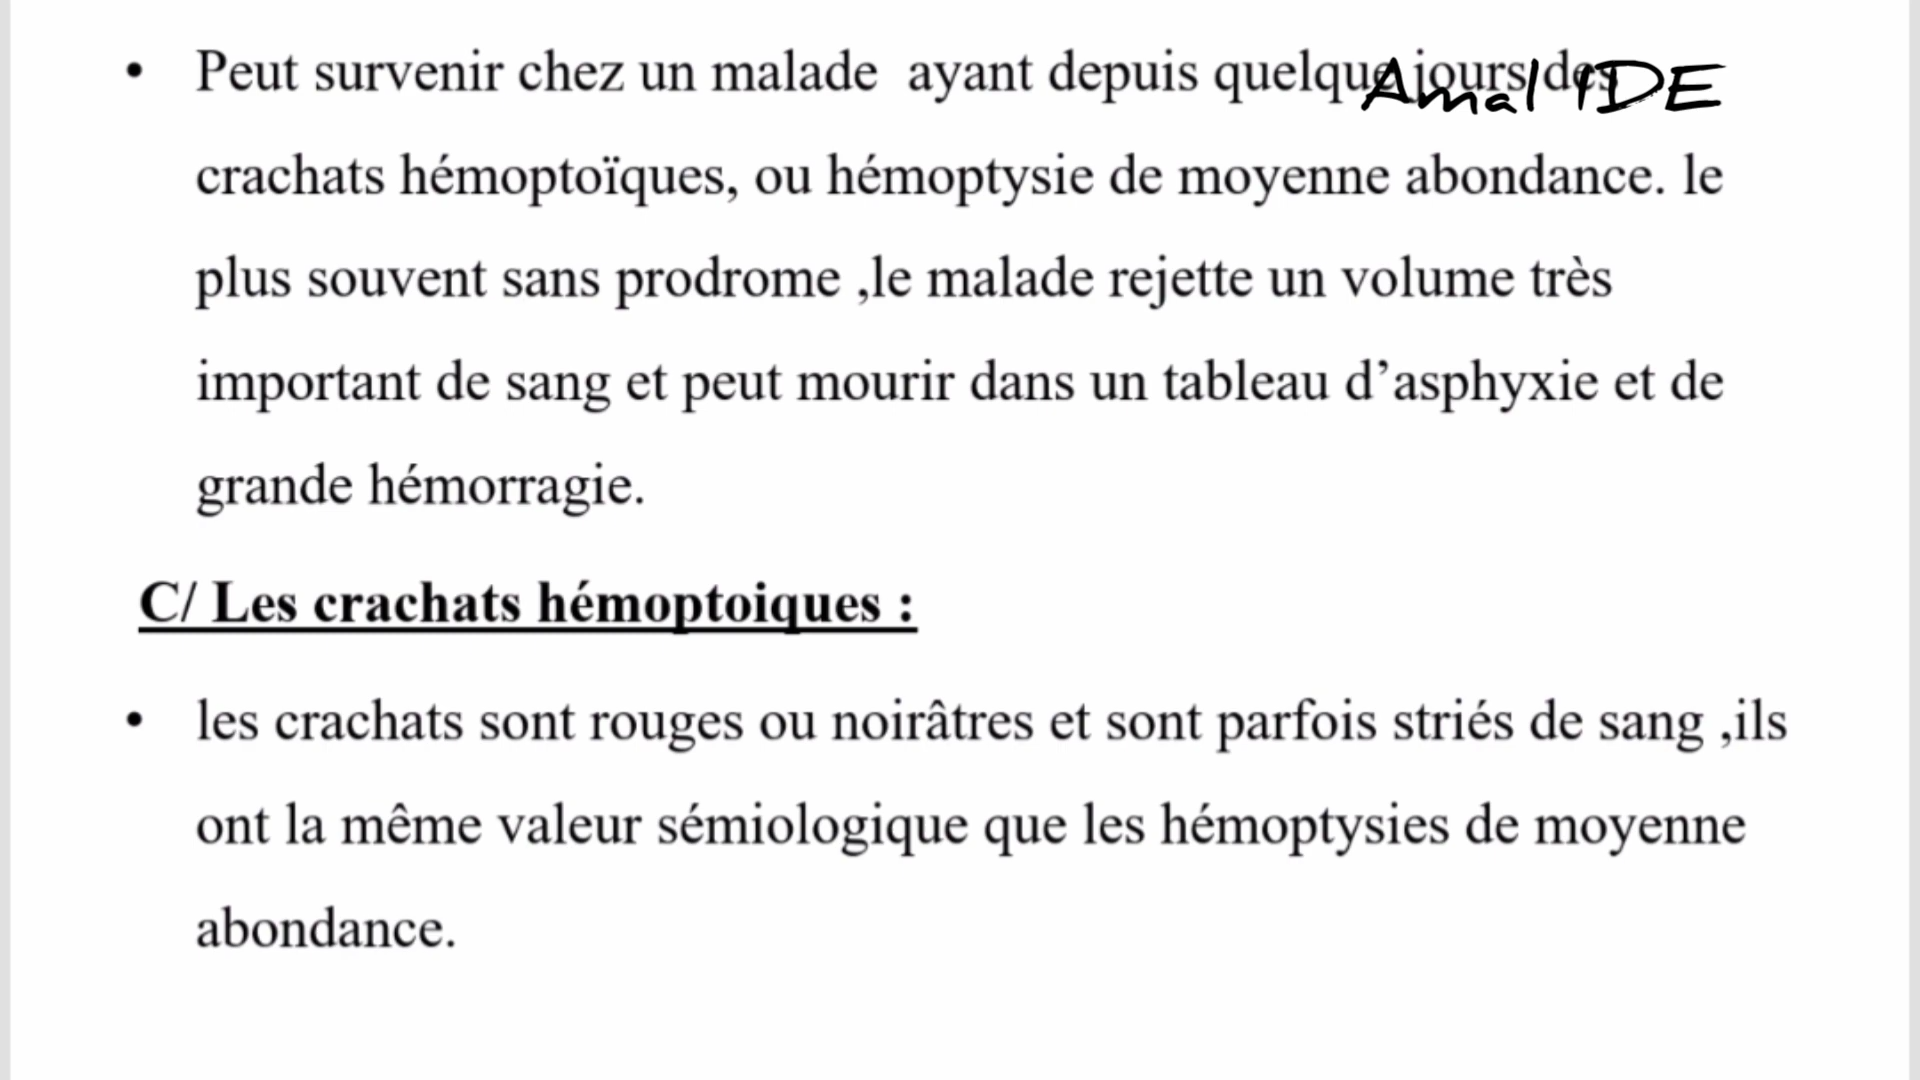 • Peut survenir chez un malade ayant depuis quelque jours des
Amal IDE
crachats hémoptoïques, ou hémoptysie de moyenne abondance. le
plus souvent sans prodrome ,le malade rejette un volume très
important de sang et peut mourir dans un tableau d’asphyxie et de
grande hémorragie.
C/ Les crachats hémoptoiques :
• les crachats sont rouges ou noirâtres et sont parfois striés de sang ,ils
ont la même valeur sémiologique que les hémoptysies de moyenne
abondance.